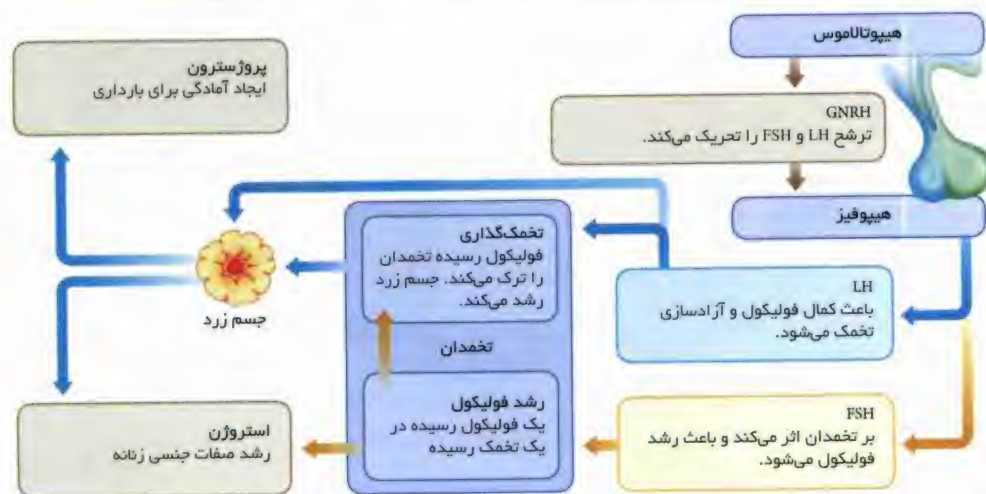 هیپوتالاموس
GNRH
ترشح LH و FSH را تحریک می‌کند.
هیپوفیز
LH
باعث کمال فولیکول و آزادسازی
تخمک می‌شود.
FSH
بر تخمدان اثر می‌کند و باعث رشد
فولیکول می‌شود.
تخمک‌گذاری
فولیکول رسیده تخمدان
را ترک می‌کند. جسم زرد
رشد می‌کند.
تخمدان
رشد فولیکول
یک فولیکول رسیده در
یک تخمک رسیده
جسم زرد
پروژسترون
ایجاد آمادگی برای بارداری
استروژن
رشد صفات جنسی زنانه